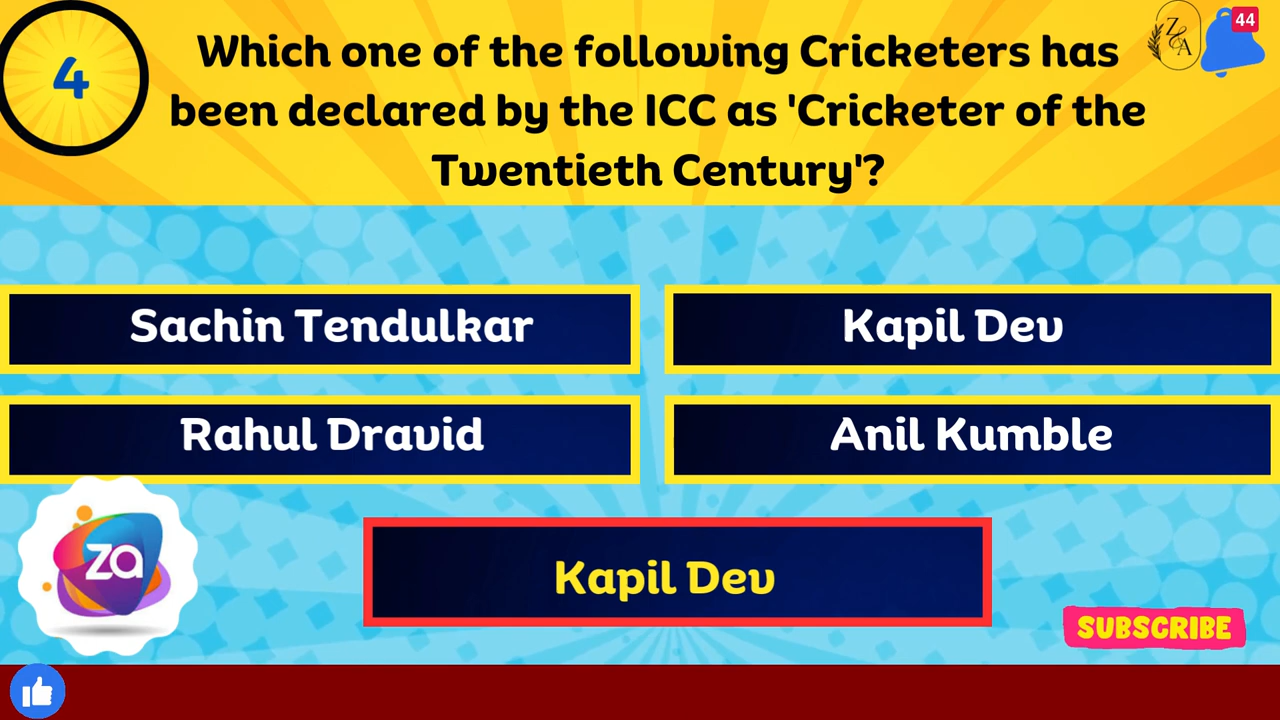 4
Which one of the following Cricketers has
been declared by the ICC as 'Cricketer of the
Twentieth Century'?
Z&A
44
Sachin Tendulkar
Kapil Dev
Rahul Dravid
Anil Kumble
za
Kapil Dev
SUBSCRIBE